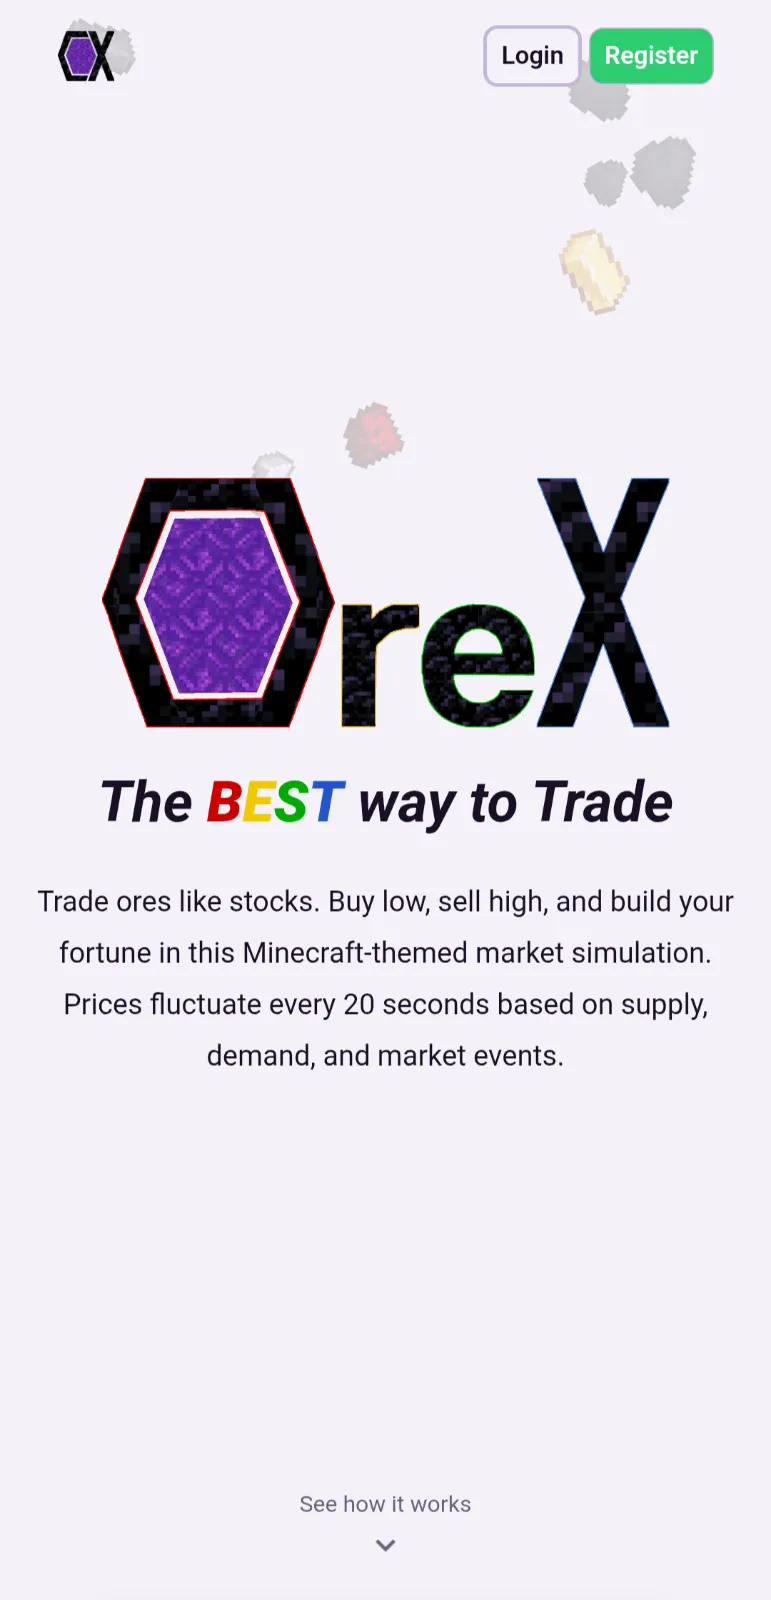 OX
Login
Register
OreX
The BEST way to Trade
Trade ores like stocks. Buy low, sell high, and build your
fortune in this Minecraft-themed market simulation.
Prices fluctuate every 20 seconds based on supply,
demand, and market events.
See how it works